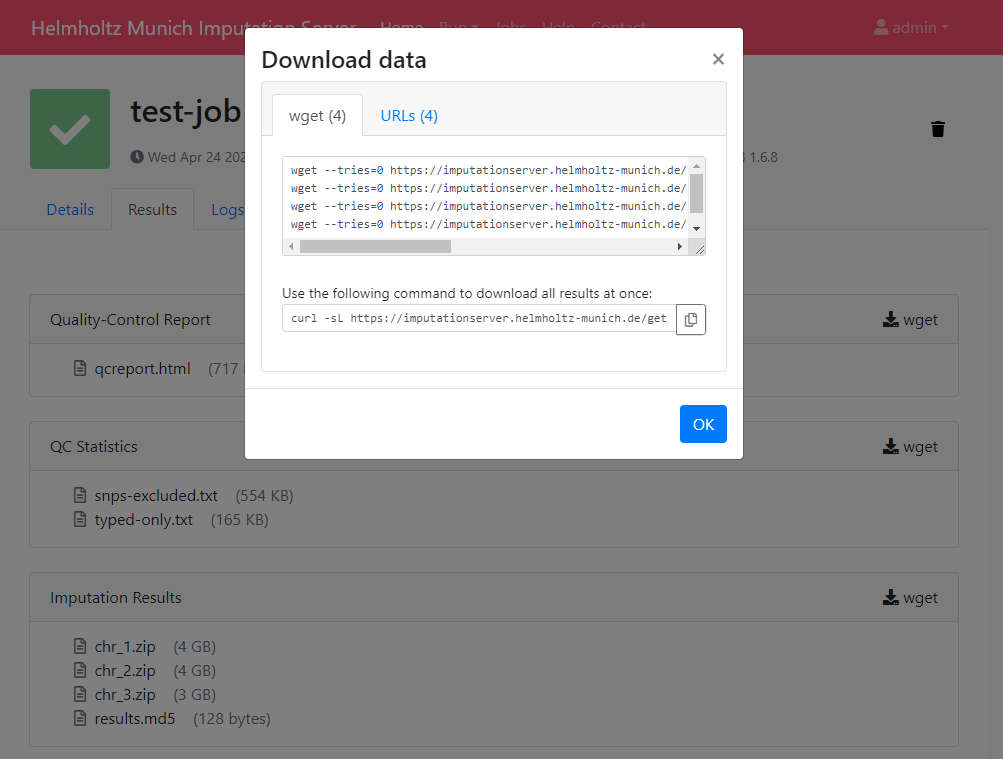 Helmholtz Munich Imputation Server Home Run Jobs Help Contact admin
Download data
×
wget (4) URLs (4)
test-job
Wed Apr 24 202
1.6.8
wget --tries=0 https://imputationserver.helmholtz-munich.de/
wget --tries=0 https://imputationserver.helmholtz-munich.de/
wget --tries=0 https://imputationserver.helmholtz-munich.de/
wget --tries=0 https://imputationserver.helmholtz-munich.de/
Details Results Logs
Use the following command to download all results at once:
curl -sL https://imputationserver.helmholtz-munich.de/get
OK
Quality-Control Report wget
qcreport.html (717
QC Statistics wget
snps-excluded.txt (554 KB)
typed-only.txt (165 KB)
Imputation Results wget
chr_1.zip (4 GB)
chr_2.zip (4 GB)
chr_3.zip (3 GB)
results.md5 (128 bytes)